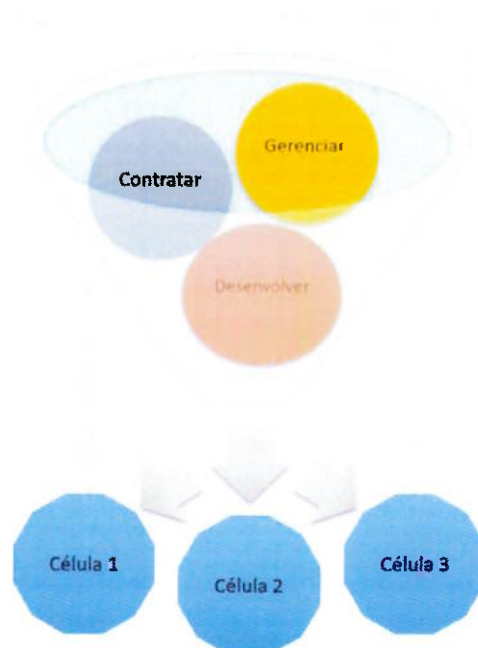 Gerenciar
Contratar
Desenvolver
Célula 1
Célula 2
Célula 3